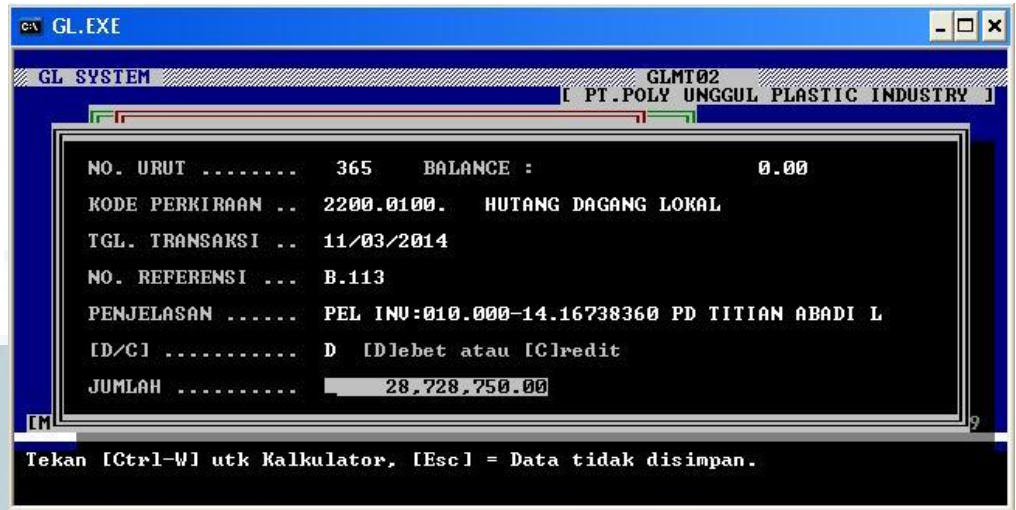 GL.EXE
GL SYSTEM GLMT02
[ PT.POLY UNGGUL PLASTIC INDUSTRY ]
NO. URUT ........ 365 BALANCE : 0.00
KODE PERKIRAAN .. 2200.0100. HUTANG DAGANG LOKAL
TGL. TRANSAKSI .. 11/03/2014
NO. REFERENSI ... B.113
PENJELASAN ...... PEL INV:010.000-14.16738360 PD TITIAN ABADI L
[D/C] ........... D [D]ebet atau [C]redit
JUMLAH .......... 28,728,750.00
[M 9
Tekan [Ctrl-W] utk Kalkulator, [Esc] = Data tidak disimpan.